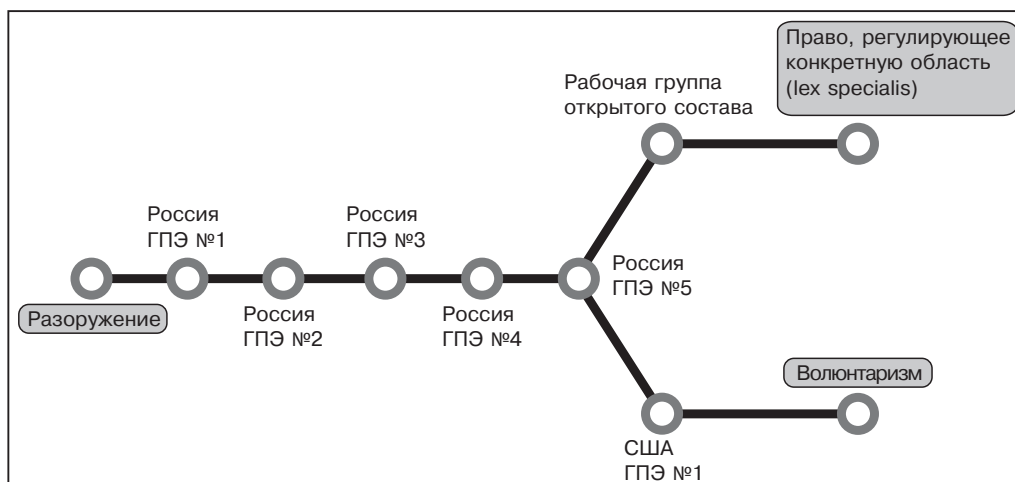 Право, регулирующее
конкретную область
(lex specialis)
Рабочая группа
открытого состава
Россия
ГПЭ №1
Россия
ГПЭ №3
Россия
ГПЭ №5
Разоружение
Россия
ГПЭ №2
Россия
ГПЭ №4
Волюнтаризм
США
ГПЭ №1